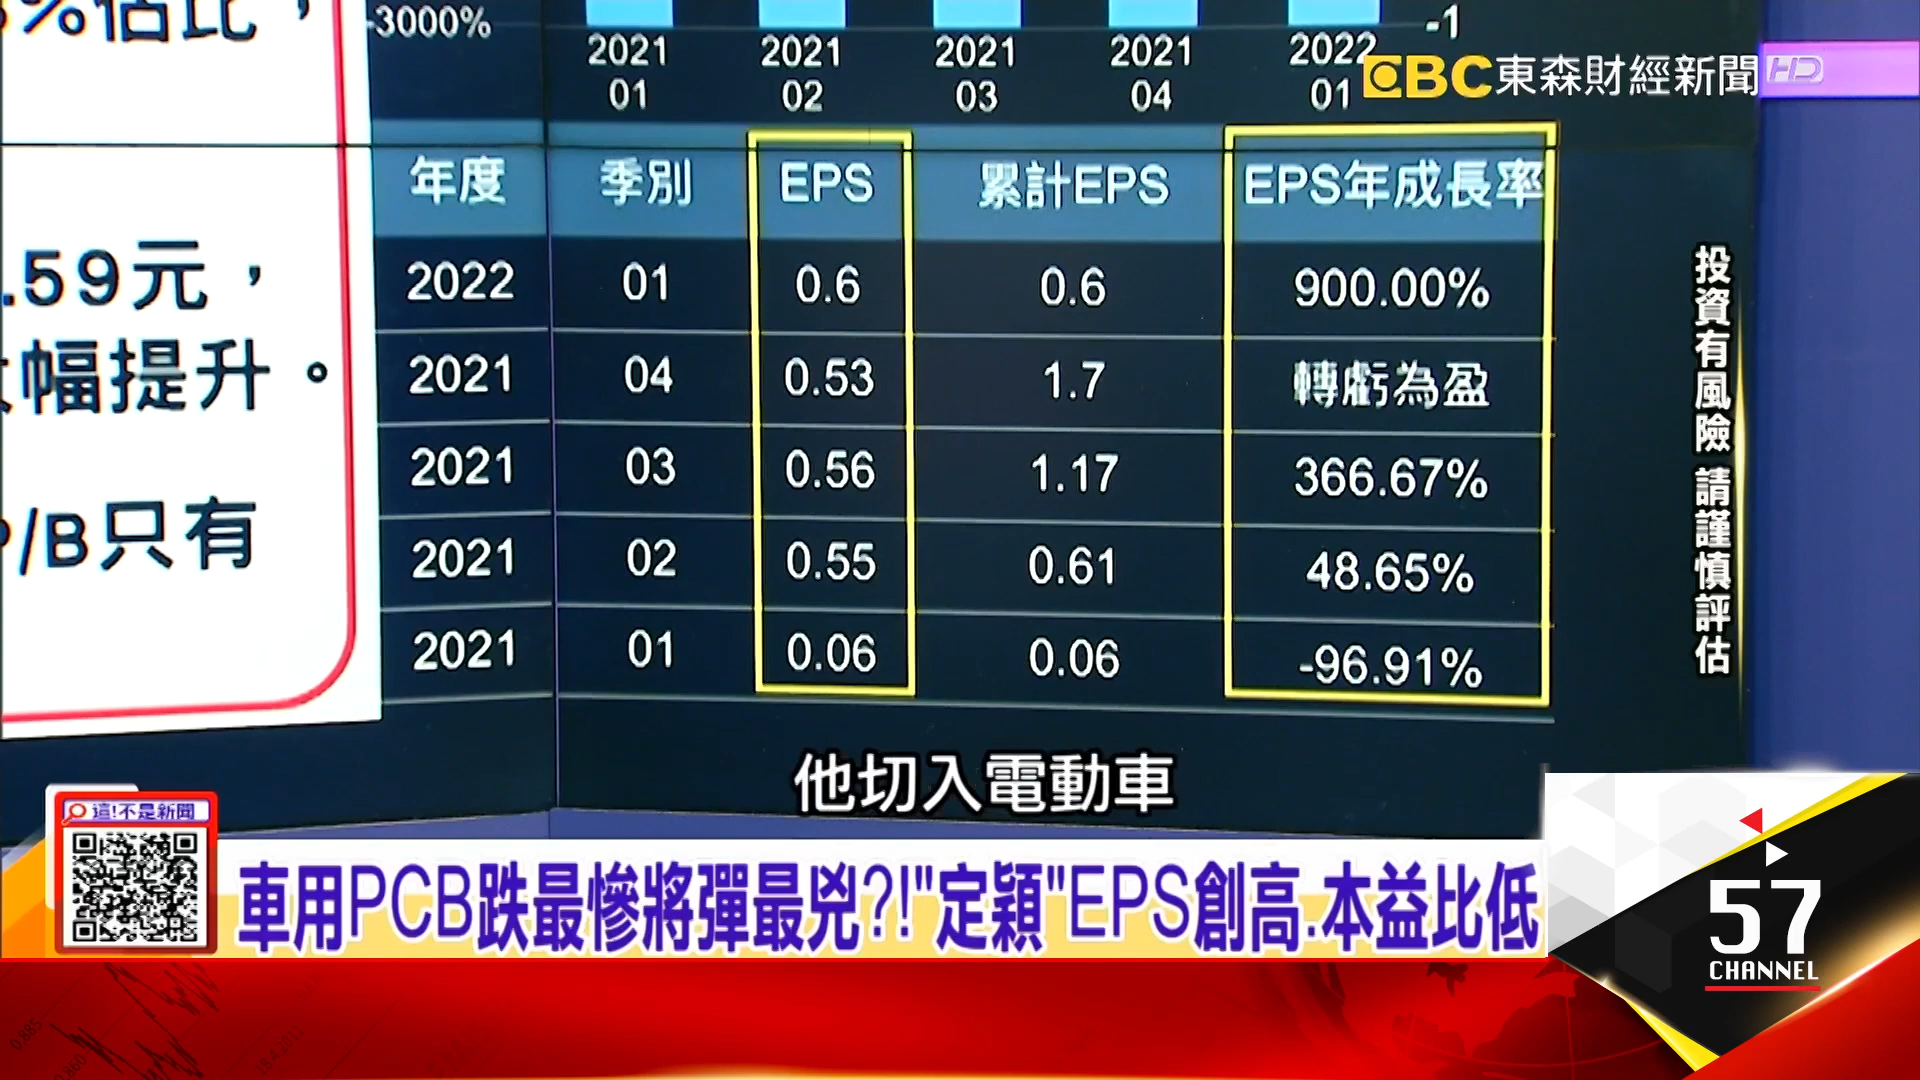 %佔比，
-3000%
2021 01
2021 02
2021 03
2021 04
2022 01
-1
EBC東森財經新聞HD
年度 季別 EPS 累計EPS EPS年成長率
2022 01 0.6 0.6 900.00%
2021 04 0.53 1.7 轉虧為盈
2021 03 0.56 1.17 366.67%
2021 02 0.55 0.61 48.65%
2021 01 0.06 0.06 -96.91%
.59元，
幅提升。
P/B只有
投資有風險 請謹慎評估
他切入電動車
這!不是新聞
車用PCB跌最慘將彈最兇?!"定穎"EPS創高.本益比低
57
CHANNEL